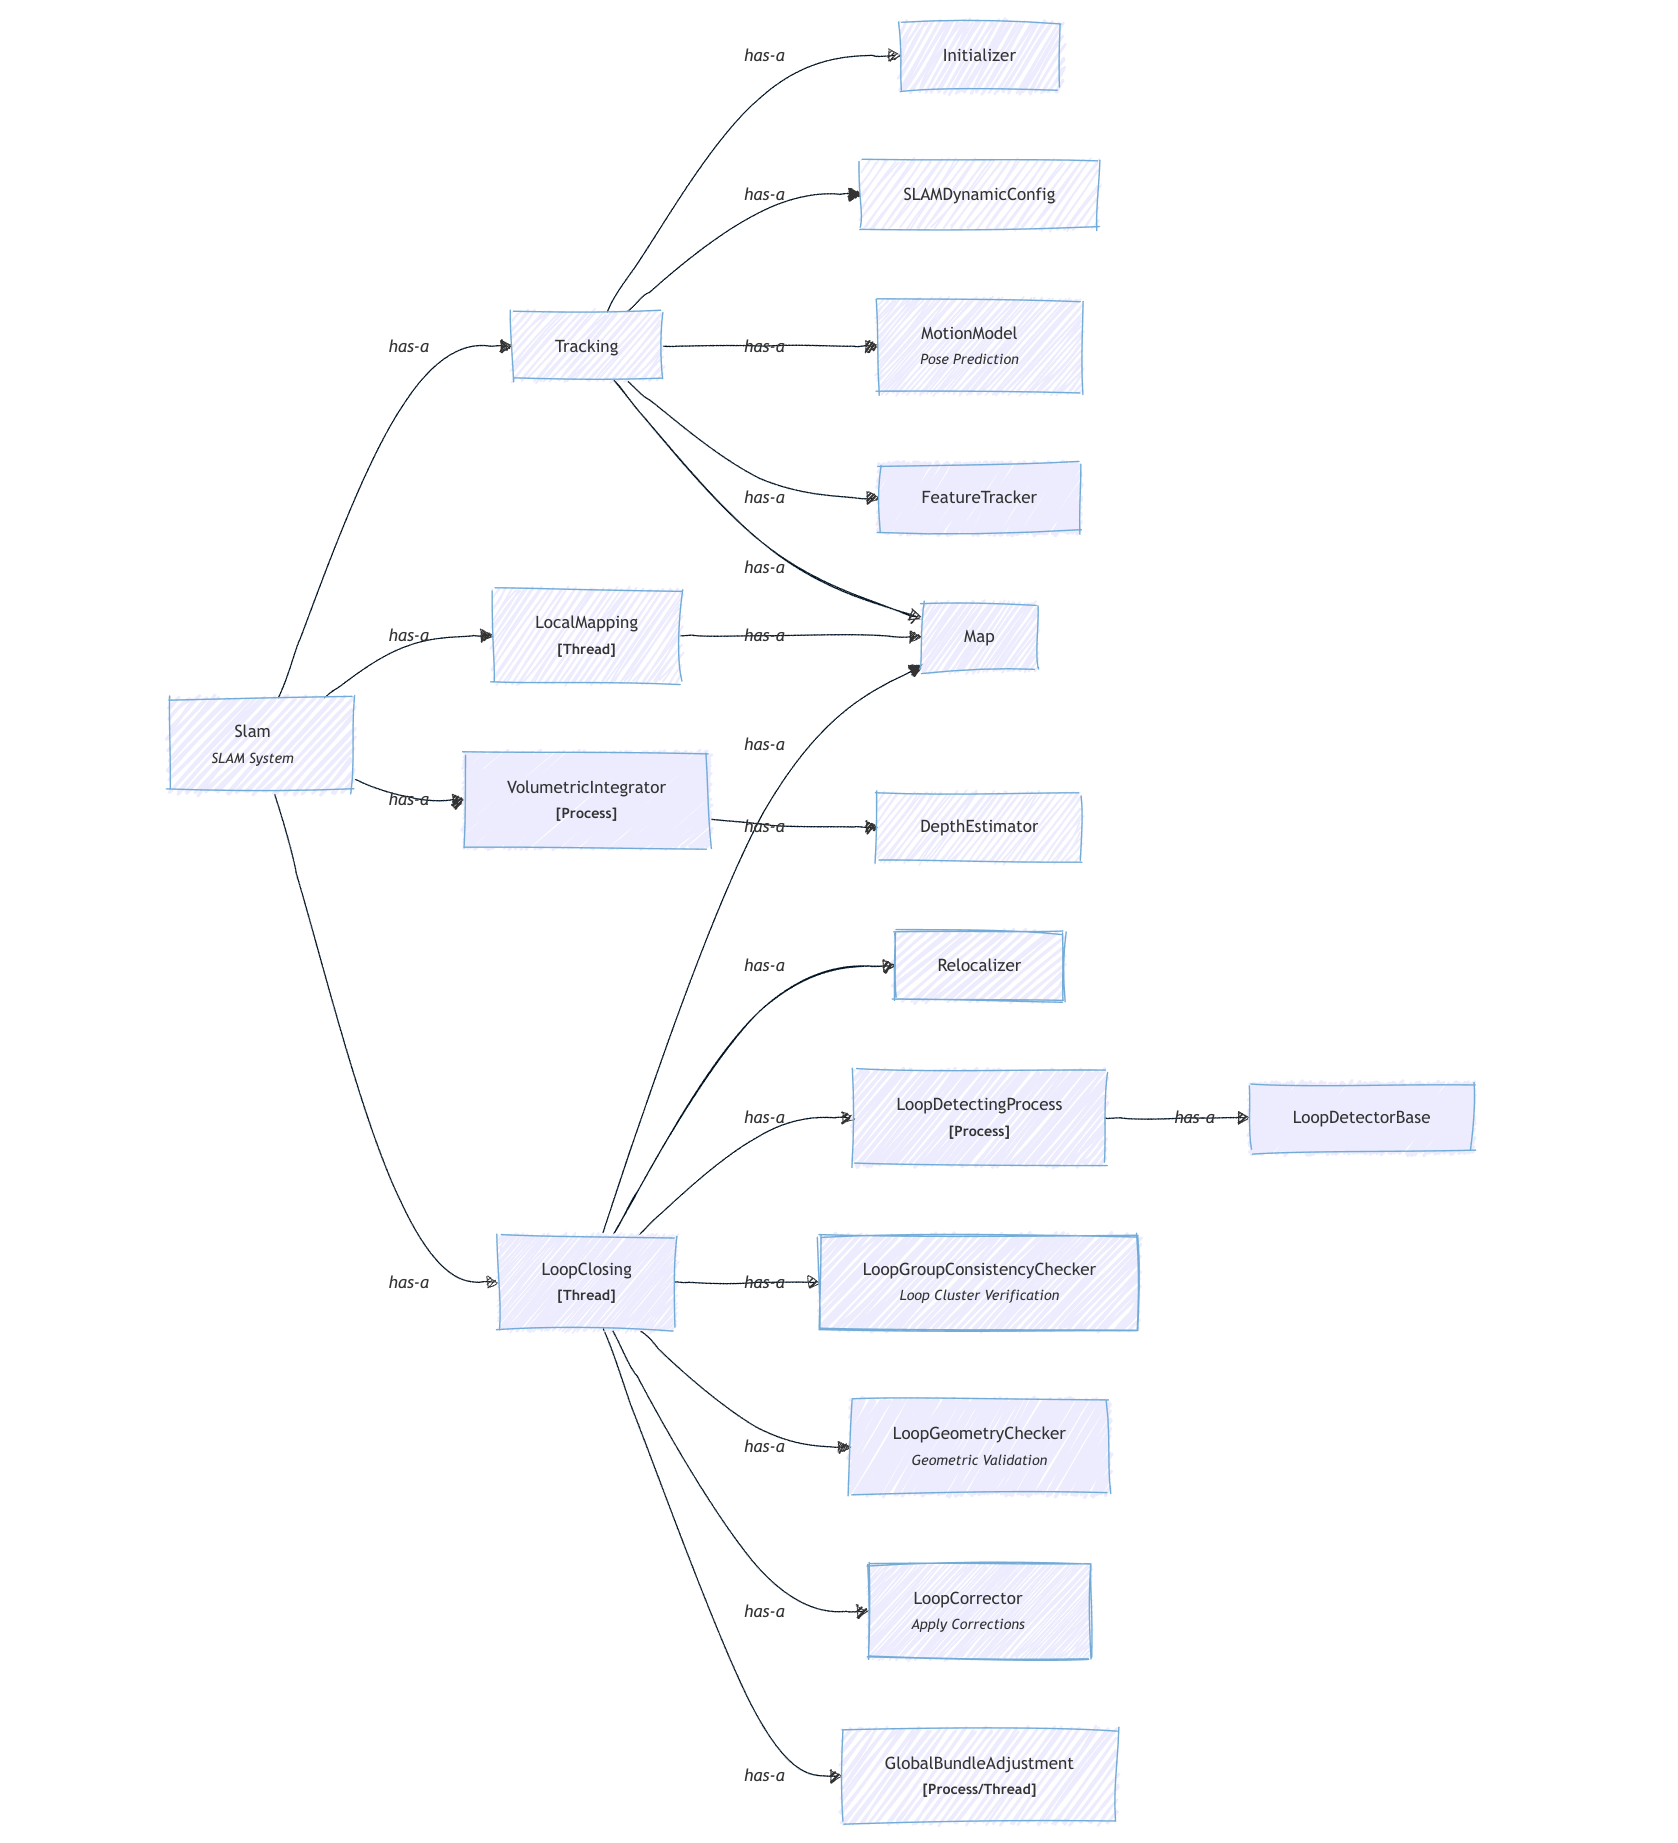 has-a
Initializer
has-a
SLAMDynamicConfig
has-a
Tracking
has-a
MotionModel
Pose Prediction
has-a
FeatureTracker
has-a
has-a
LocalMapping
[Thread]
has-a
Map
Slam
SLAM System
has-a
has-a
VolumetricIntegrator
[Process]
has-a
DepthEstimator
has-a
Relocalizer
has-a
LoopDetectingProcess
[Process]
has-a
LoopDetectorBase
has-a
LoopClosing
[Thread]
has-a
LoopGroupConsistencyChecker
Loop Cluster Verification
has-a
LoopGeometryChecker
Geometric Validation
has-a
LoopCorrector
Apply Corrections
has-a
GlobalBundleAdjustment
[Process/Thread]